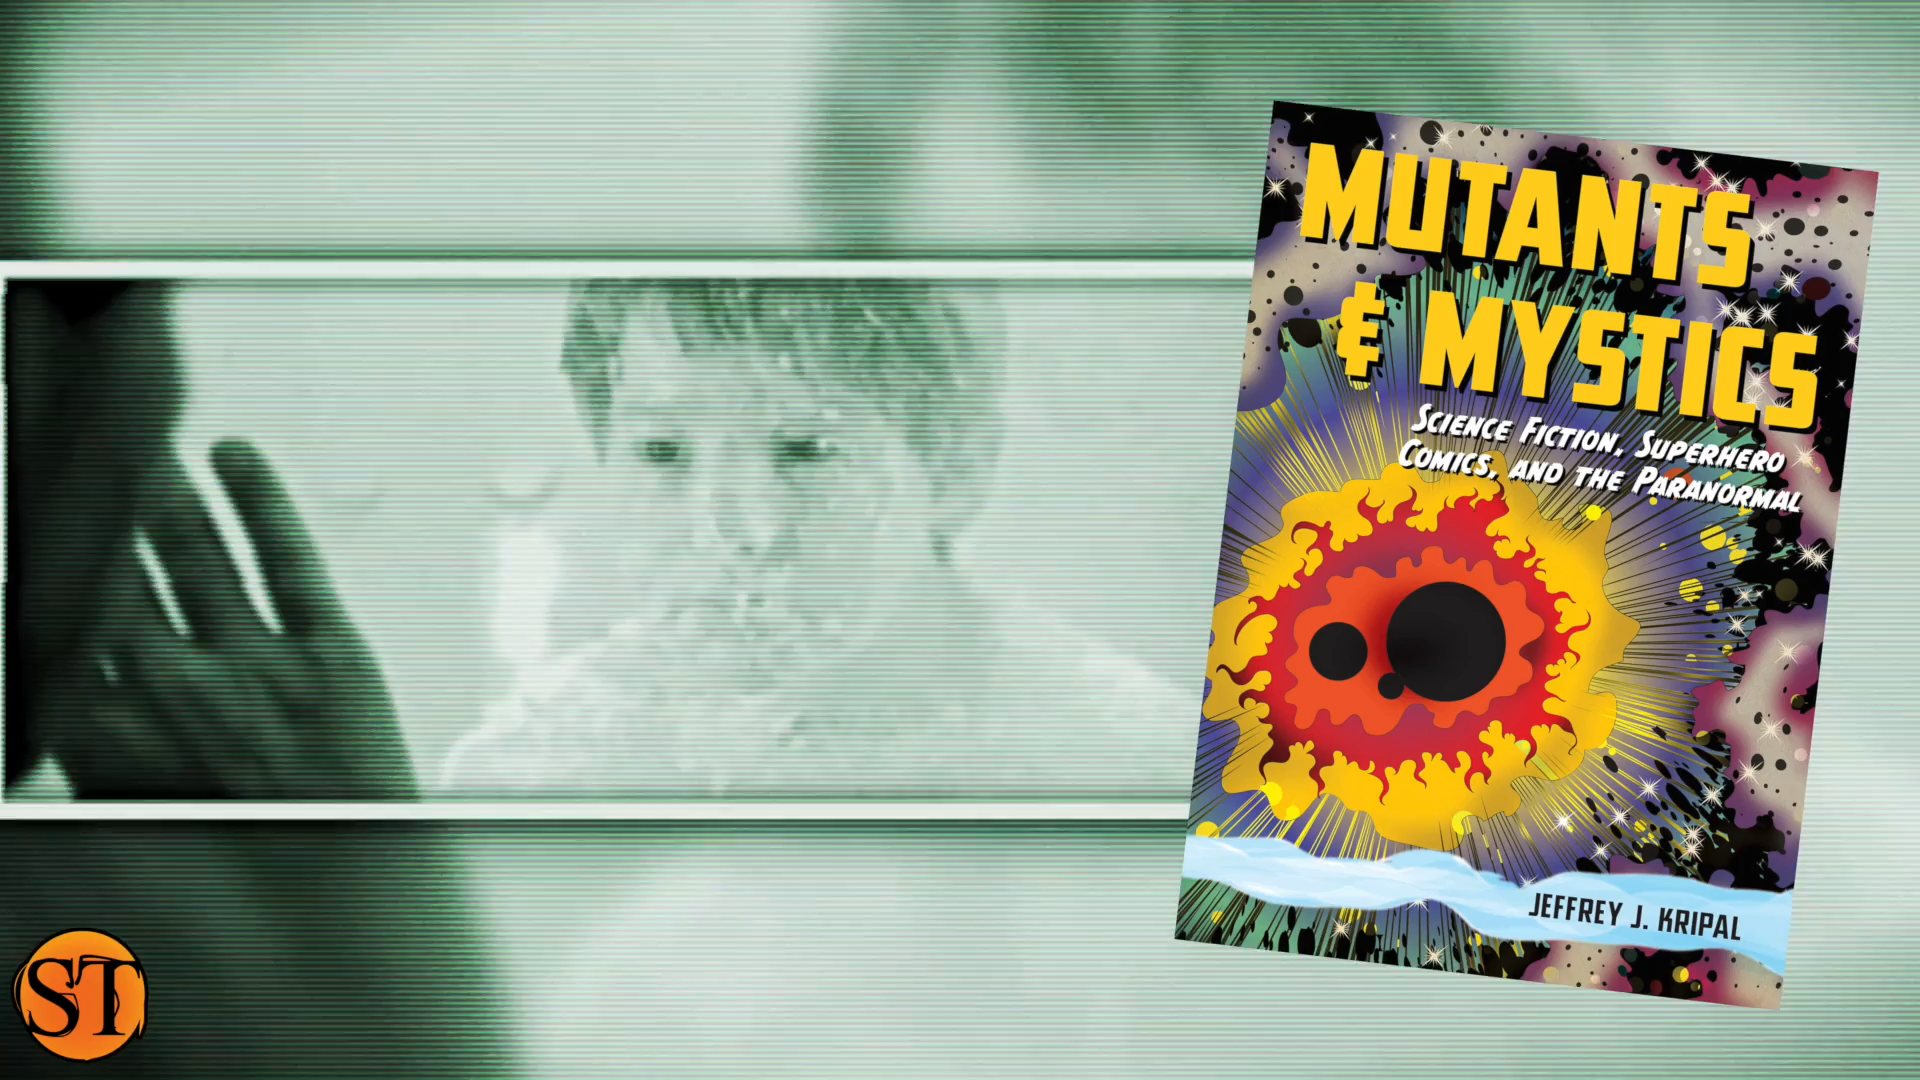 MUTANTS
& MYSTICS
SCIENCE FICTION, SUPERHERO
COMICS, AND THE PARANORMAL
JEFFREY J. KRIPAL
ST